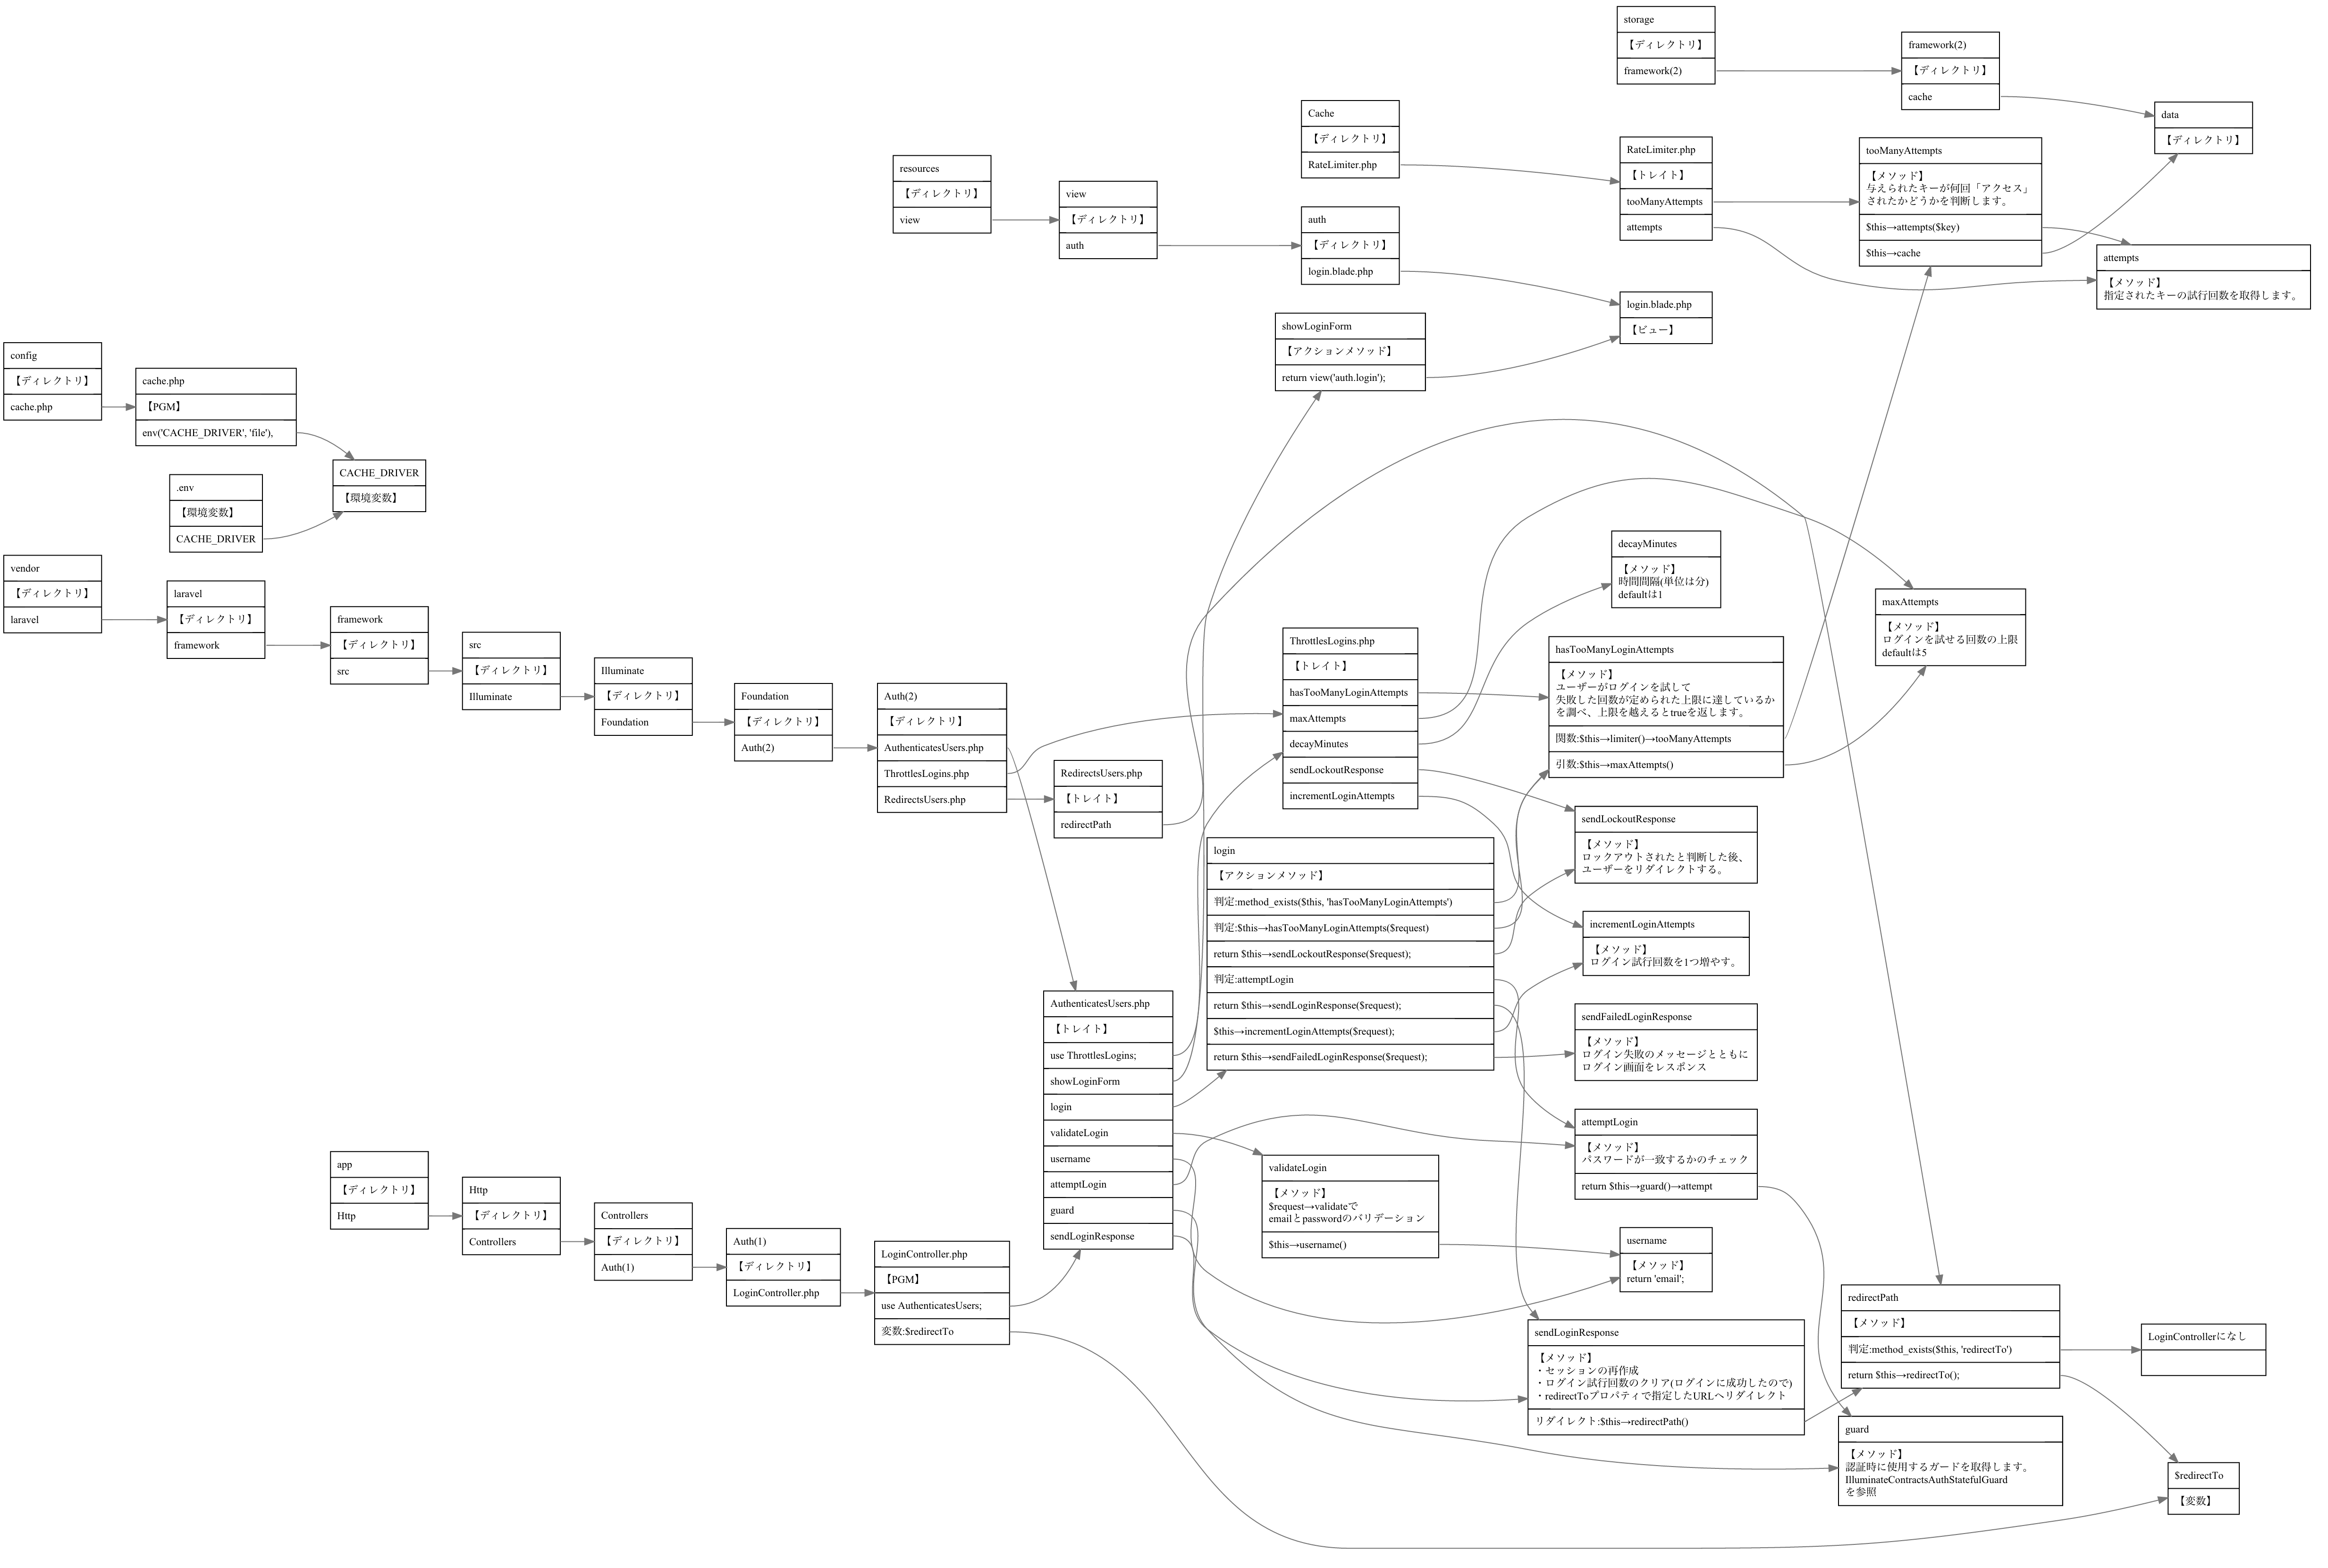 storage
【ディレクトリ】
framework(2)
framework(2)
【ディレクトリ】
cache
data
【ディレクトリ】
Cache
【ディレクトリ】
RateLimiter.php
RateLimiter.php
【トレイト】
tooManyAttempts
attempts
tooManyAttempts
【メソッド】
与えられたキーが何回「アクセス」
されたかどうかを判断します。
$this→attempts($key)
$this→cache
attempts
【メソッド】
指定されたキーの試行回数を取得します。
resources
【ディレクトリ】
view
view
【ディレクトリ】
auth
auth
【ディレクトリ】
login.blade.php
login.blade.php
【ビュー】
showLoginForm
【アクションメソッド】
return view('auth.login');
config
【ディレクトリ】
cache.php
cache.php
【PGM】
env('CACHE_DRIVER', 'file'),
CACHE_DRIVER
【環境変数】
.env
【環境変数】
CACHE_DRIVER
vendor
【ディレクトリ】
laravel
laravel
【ディレクトリ】
framework
framework
【ディレクトリ】
src
src
【ディレクトリ】
Illuminate
Illuminate
【ディレクトリ】
Foundation
Foundation
【ディレクトリ】
Auth(2)
Auth(2)
【ディレクトリ】
AuthenticatesUsers.php
ThrottlesLogins.php
RedirectsUsers.php
RedirectsUsers.php
【トレイト】
redirectPath
ThrottlesLogins.php
【トレイト】
hasTooManyLoginAttempts
maxAttempts
decayMinutes
sendLockoutResponse
incrementLoginAttempts
decayMinutes
【メソッド】
時間間隔(単位は分)
defaultは1
maxAttempts
【メソッド】
ログインを試せる回数の上限
defaultは5
hasTooManyLoginAttempts
【メソッド】
ユーザーがログインを試して
失敗した回数が定められた上限に達しているか
を調べ、上限を越えるとtrueを返します。
関数:$this→limiter()→tooManyAttempts
引数:$this→maxAttempts()
sendLockoutResponse
【メソッド】
ロックアウトされたと判断した後、
ユーザーをリダイレクトする。
login
【アクションメソッド】
判定:method_exists($this, 'hasTooManyLoginAttempts')
判定:$this→hasTooManyLoginAttempts($request)
return $this→sendLockoutResponse($request);
判定:attemptLogin
return $this→sendLoginResponse($request);
$this→incrementLoginAttempts($request);
return $this→sendFailedLoginResponse($request);
incrementLoginAttempts
【メソッド】
ログイン試行回数を1つ増やす。
sendFailedLoginResponse
【メソッド】
ログイン失敗のメッセージとともに
ログイン画面をレスポンス
attemptLogin
【メソッド】
パスワードが一致するかのチェック
return $this→guard()→attempt
AuthenticatesUsers.php
【トレイト】
use ThrottlesLogins;
showLoginForm
login
validateLogin
username
attemptLogin
guard
sendLoginResponse
validateLogin
【メソッド】
$request→validateで
emailとpasswordのバリデーション
$this→username()
username
【メソッド】
return 'email';
app
【ディレクトリ】
Http
Http
【ディレクトリ】
Controllers
Controllers
【ディレクトリ】
Auth(1)
Auth(1)
【ディレクトリ】
LoginController.php
LoginController.php
【PGM】
use AuthenticatesUsers;
変数:$redirectTo
sendLoginResponse
【メソッド】
・セッションの再作成
・ログイン試行回数のクリア(ログインに成功したので)
・redirectToプロパティで指定したURLへリダイレクト
リダイレクト:$this→redirectPath()
redirectPath
【メソッド】
判定:method_exists($this, 'redirectTo')
return $this→redirectTo();
LoginControllerになし
guard
【メソッド】
認証時に使用するガードを取得します。
IlluminateContractsAuthStatefulGuard
を参照
$redirectTo
【変数】